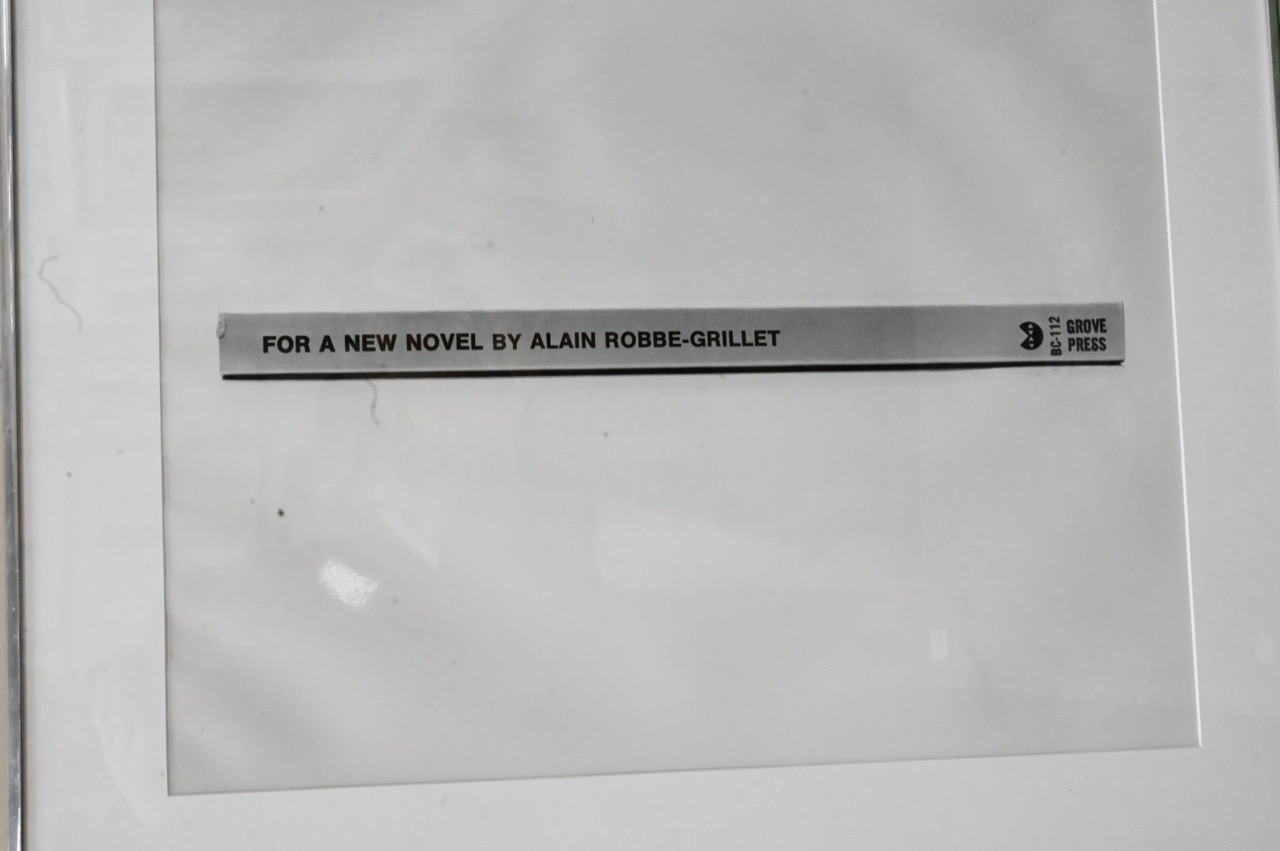 FOR A NEW NOVEL BY ALAIN ROBBE-GRILLET
BC-112
GROVE
PRESS